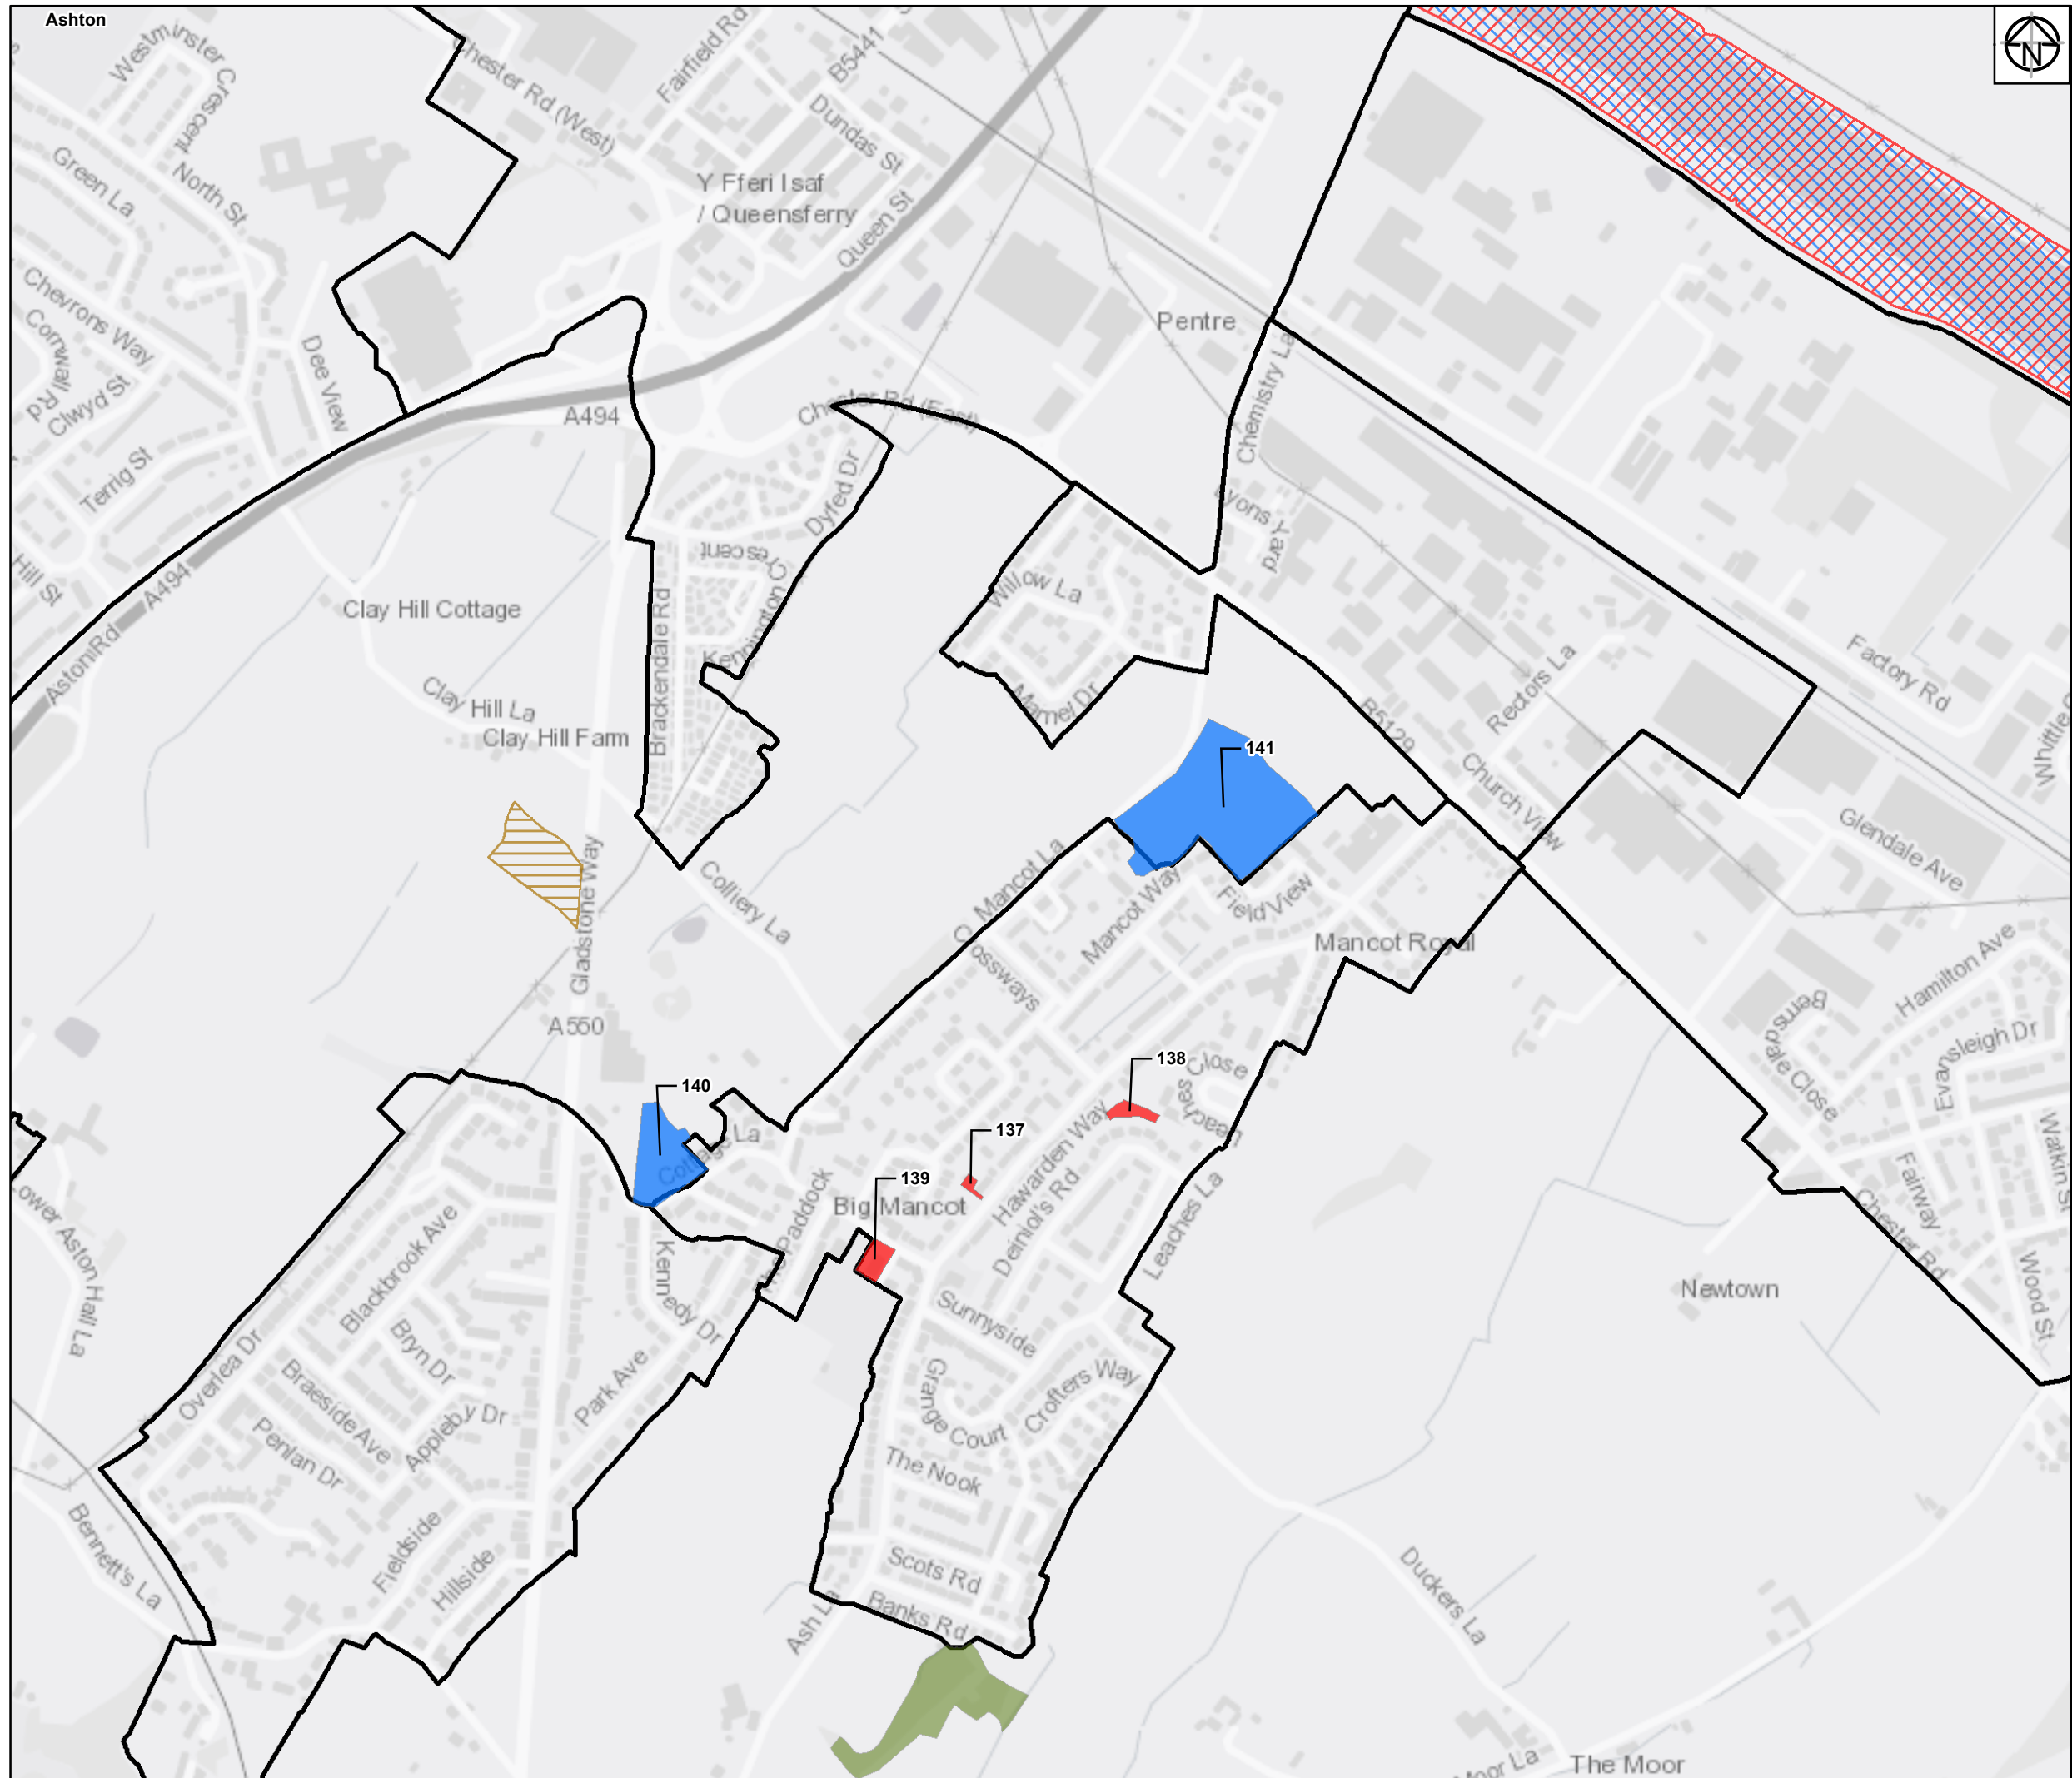 Ashton
N
Westminster Crescent
Chester Rd (West)
Fairfield Rd
B5441
Dundas St
Green La
North St
Y Fferi Isaf
/ Queensferry
Queen St
Chevrons Way
Cornwall Rd
Clwyd St
Dee View
Pentre
Chemistry La
A494
Chester Rd (East)
Terrig St
Dyfed Dr
Lyons Yard
Hill St
A494
Aston Rd
Clay Hill Cottage
Brackendale Rd
Kennington Crescent
Willow La
Clay Hill La
Clay Hill Farm
Marnel Dr
B5129
Rectors La
Factory Rd
141
Church View
Glendale Ave
Gladstone Way
Colliery La
Mancot La
Mancot Way
Field View
Crossways
Mancot Royal
Hamilton Ave
Bernsdale Close
Evansleigh Dr
A550
140
138
137
139
Leaches Close
Cottage La
Hawarden Way
Deiniol's Rd
Big Mancot
The Paddock
Leaches La
Fairway
Watkin St
Chester Rd
Wood St
Newtown
Lower Aston Hall La
Blackbrook Ave
Kennedy Dr
Overlea Dr
Bryn Dr
Braeside Ave
Park Ave
Sunnyside
Grange Court
Crofters Way
Appleby Dr
Penlan Dr
The Nook
Bennett's La
Fieldside
Hillside
Scots Rd
Banks Rd
Ash La
Duckers La
Moor La
The Moor